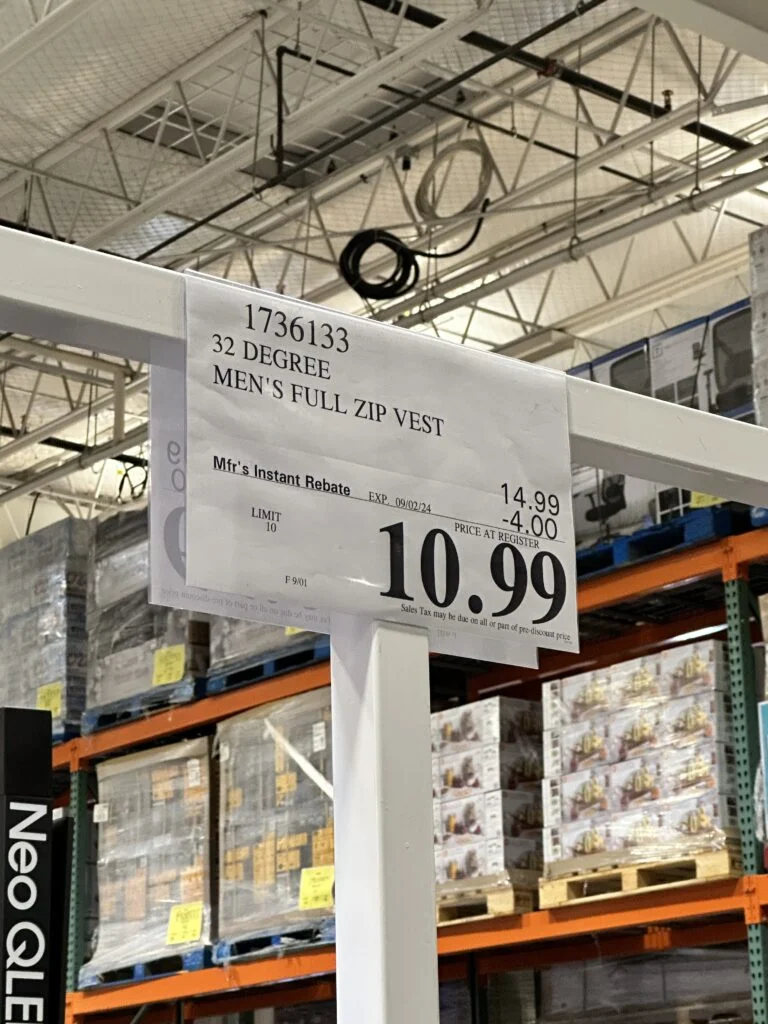 1736133
32 DEGREE
MEN'S FULL ZIP VEST
Mfr's Instant Rebate EXP. 09/02/24 14.99
-4.00
LIMIT
10
PRICE AT REGISTER
10.99
F 9/01
Sales Tax may be due on all or part of pre-discount price
Neo QLE